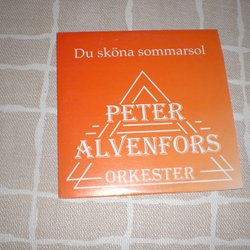 Du sköna sommarsol
PETER
ALVENFORS
ORKESTER